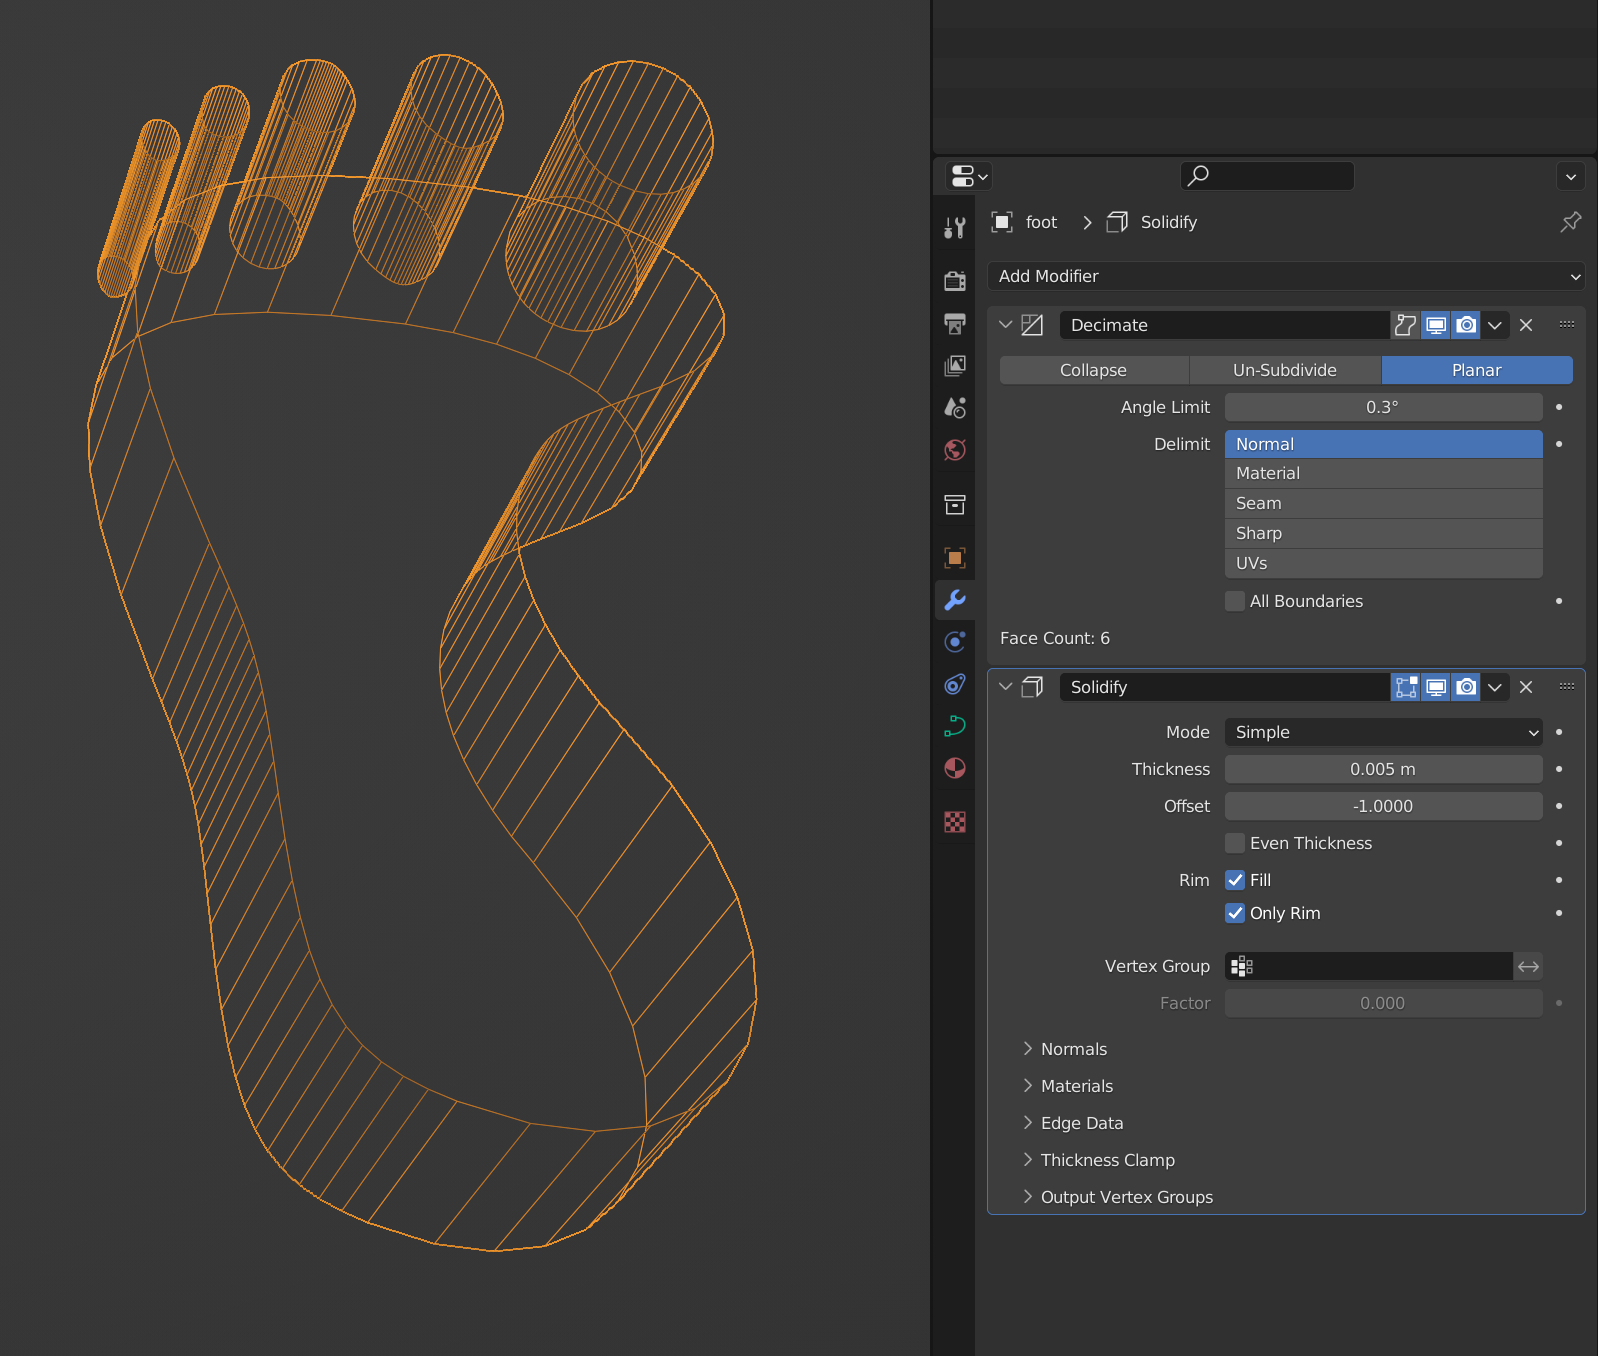 foot
Solidify
Add Modifier
Decimate
Collapse
Un-Subdivide
Planar
Angle Limit
0.3°
Delimit
Normal
Material
Seam
Sharp
UVs
All Boundaries
Face Count: 6
Solidify
Mode
Simple
Thickness
0.005 m
Offset
-1.0000
Even Thickness
Rim
Fill
Only Rim
Vertex Group
Factor
0.000
Normals
Materials
Edge Data
Thickness Clamp
Output Vertex Groups